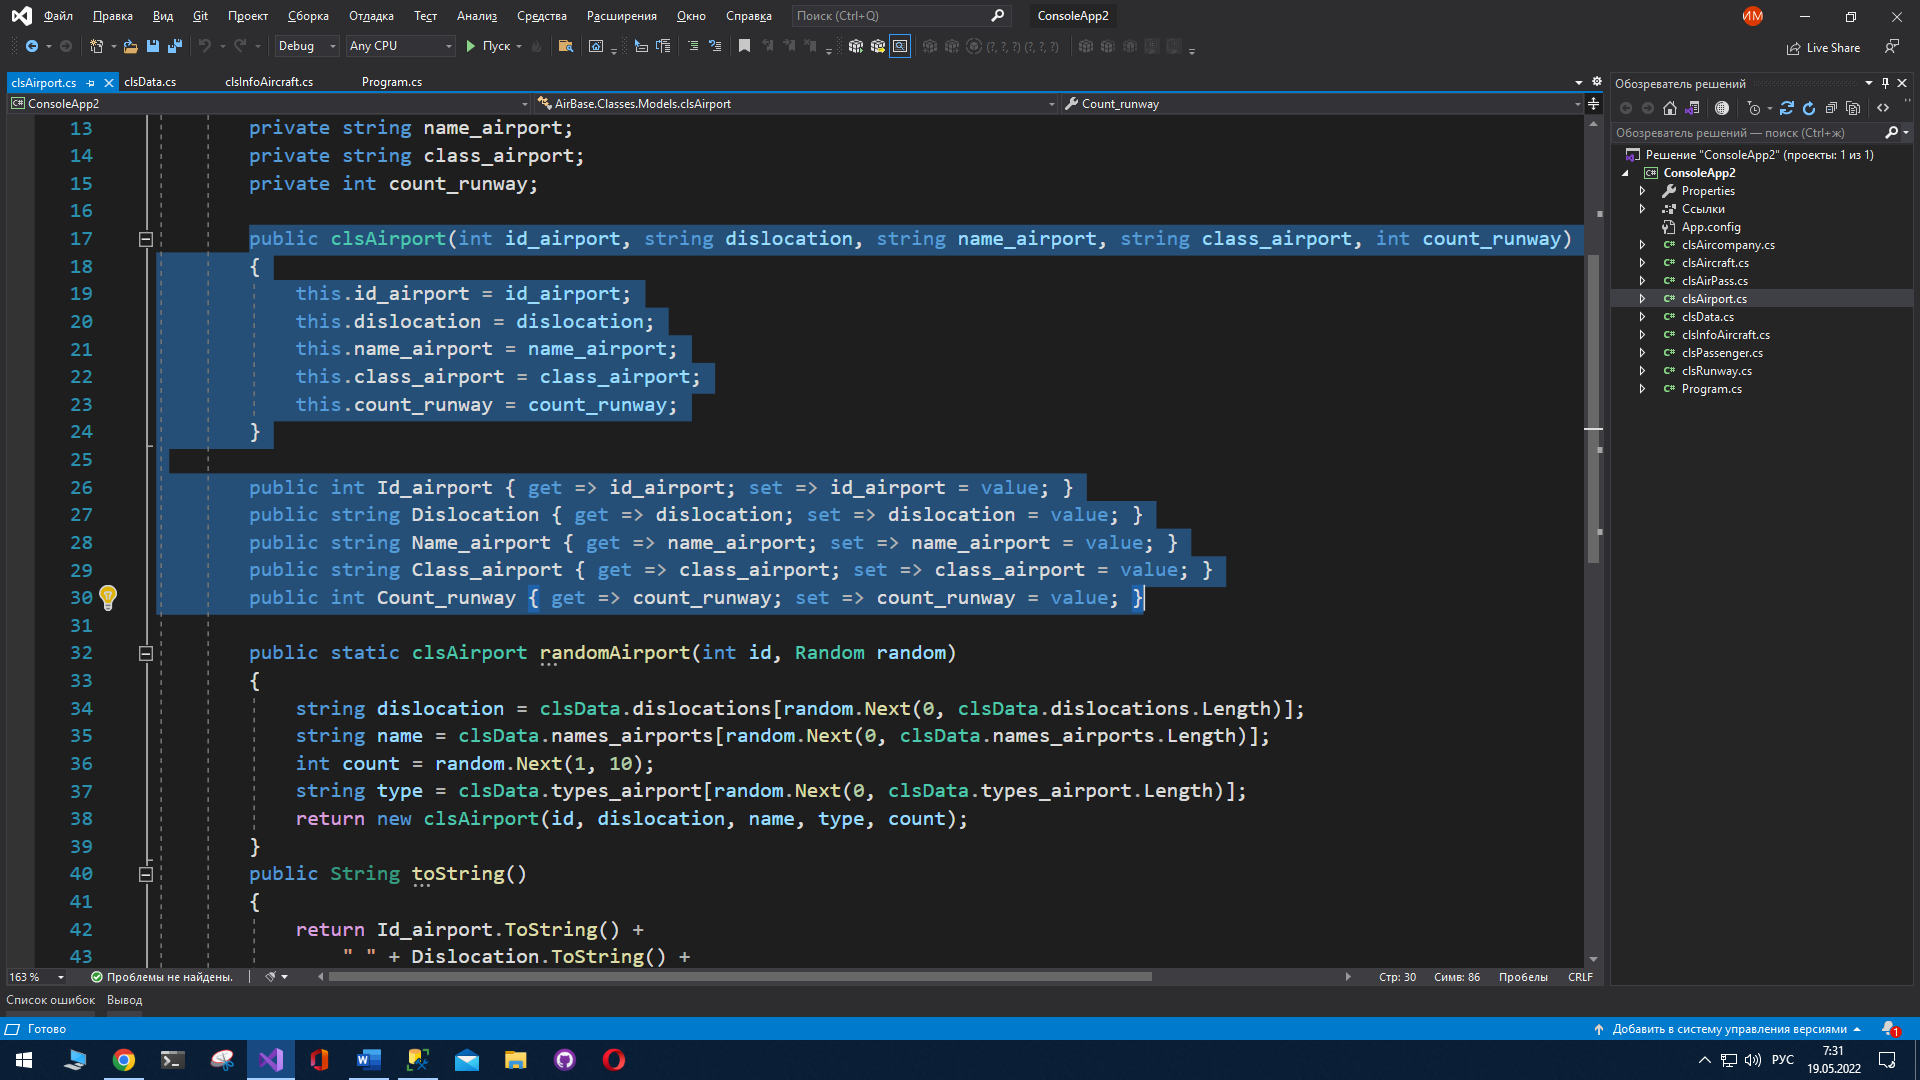 Файл Правка Вид Git Проект Сборка Отладка Тест Анализ Средства Расширения Окно Справка Поиск (Ctrl+Q) ConsoleApp2 ИМ
Debug Any CPU Пуск (?, ?, ?) (?, ?, ?) Live Share
clsAirport.cs clsData.cs clsInfoAircraft.cs Program.cs
ConsoleApp2 AirBase.Classes.Models.clsAirport Count_runway
13 private string name_airport;
14 private string class_airport;
15 private int count_runway;
16
17 public clsAirport(int id_airport, string dislocation, string name_airport, string class_airport, int count_runway)
18 {
19 this.id_airport = id_airport;
20 this.dislocation = dislocation;
21 this.name_airport = name_airport;
22 this.class_airport = class_airport;
23 this.count_runway = count_runway;
24 }
25
26 public int Id_airport { get => id_airport; set => id_airport = value; }
27 public string Dislocation { get => dislocation; set => dislocation = value; }
28 public string Name_airport { get => name_airport; set => name_airport = value; }
29 public string Class_airport { get => class_airport; set => class_airport = value; }
30 public int Count_runway { get => count_runway; set => count_runway = value; }
31
32 public static clsAirport randomAirport(int id, Random random)
33 {
34 string dislocation = clsData.dislocations[random.Next(0, clsData.dislocations.Length)];
35 string name = clsData.names_airports[random.Next(0, clsData.names_airports.Length)];
36 int count = random.Next(1, 10);
37 string type = clsData.types_airport[random.Next(0, clsData.types_airport.Length)];
38 return new clsAirport(id, dislocation, name, type, count);
39 }
40 public String toString()
41 {
42 return Id_airport.ToString() +
43 " " + Dislocation.ToString() +
163 % Проблемы не найдены. Стр: 30 Симв: 86 Пробелы CRLF
Список ошибок Вывод
Обозреватель решений
Обозреватель решений — поиск (Ctrl+ж)
Решение "ConsoleApp2" (проекты: 1 из 1)
C# ConsoleApp2
Properties
Ссылки
App.config
C# clsAircompany.cs
C# clsAircraft.cs
C# clsAirPass.cs
C# clsAirport.cs
C# clsData.cs
C# clsInfoAircraft.cs
C# clsPassenger.cs
C# clsRunway.cs
C# Program.cs
Готово Добавить в систему управления версиями 1
РУС 7:31
19.05.2022